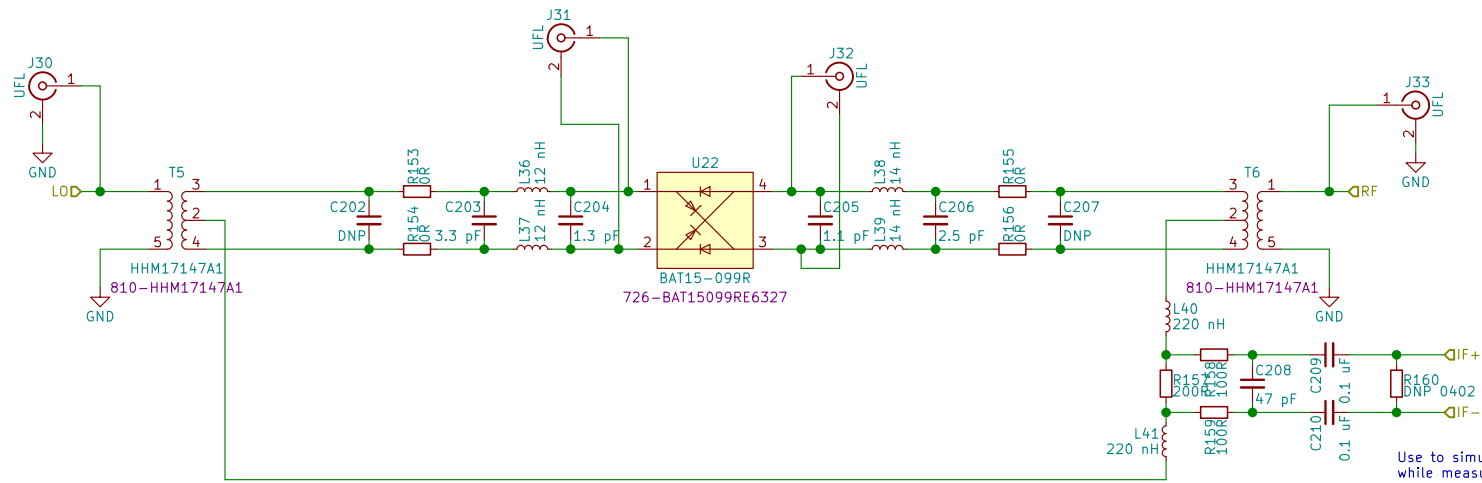 J31
UFL
1
2
J30
UFL
1
2
J32
UFL
1
2
J33
UFL
1
2
GND
GND
LO
T5
1
5
3
2
4
HHM17147A1
810-HHM17147A1
GND
C202
DNP
R153
0R
R154
0R
C203
3.3 pF
L36
12 nH
L37
12 nH
C204
1.3 pF
U22
1
2
4
3
BAT15-099R
726-BAT15099RE6327
C205
1.1 pF
L38
14 nH
L39
14 nH
C206
2.5 pF
R155
0R
R156
0R
C207
DNP
T6
3
2
4
1
5
RF
HHM17147A1
810-HHM17147A1
GND
L40
220 nH
R157
200R
R158
100R
C208
47 pF
C209
0.1 uF
R160
DNP 0402
IF+
IF-
R159
100R
C210
0.1 uF
L41
220 nH
Use to simu
while measu